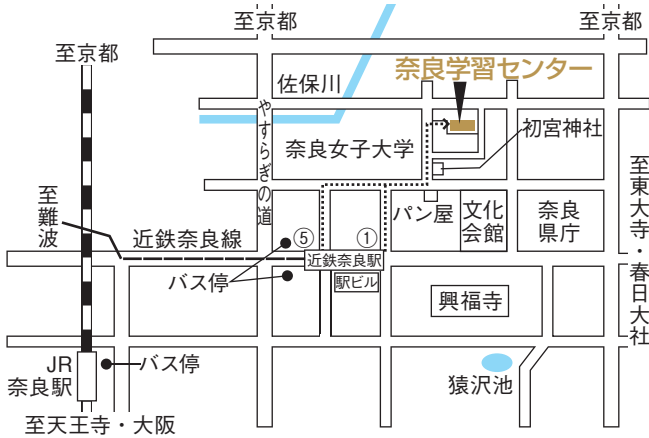 至京都
至京都
至京都
奈良学習センター
佐保川
やすらぎの道
奈良女子大学
初宮神社
至難波
パン屋
文化
会館
奈良
県庁
至東大寺・春日大社
近鉄奈良線
⑤
①
近鉄奈良駅
バス停
駅ビル
興福寺
JR
奈良駅
バス停
猿沢池
至天王寺・大阪